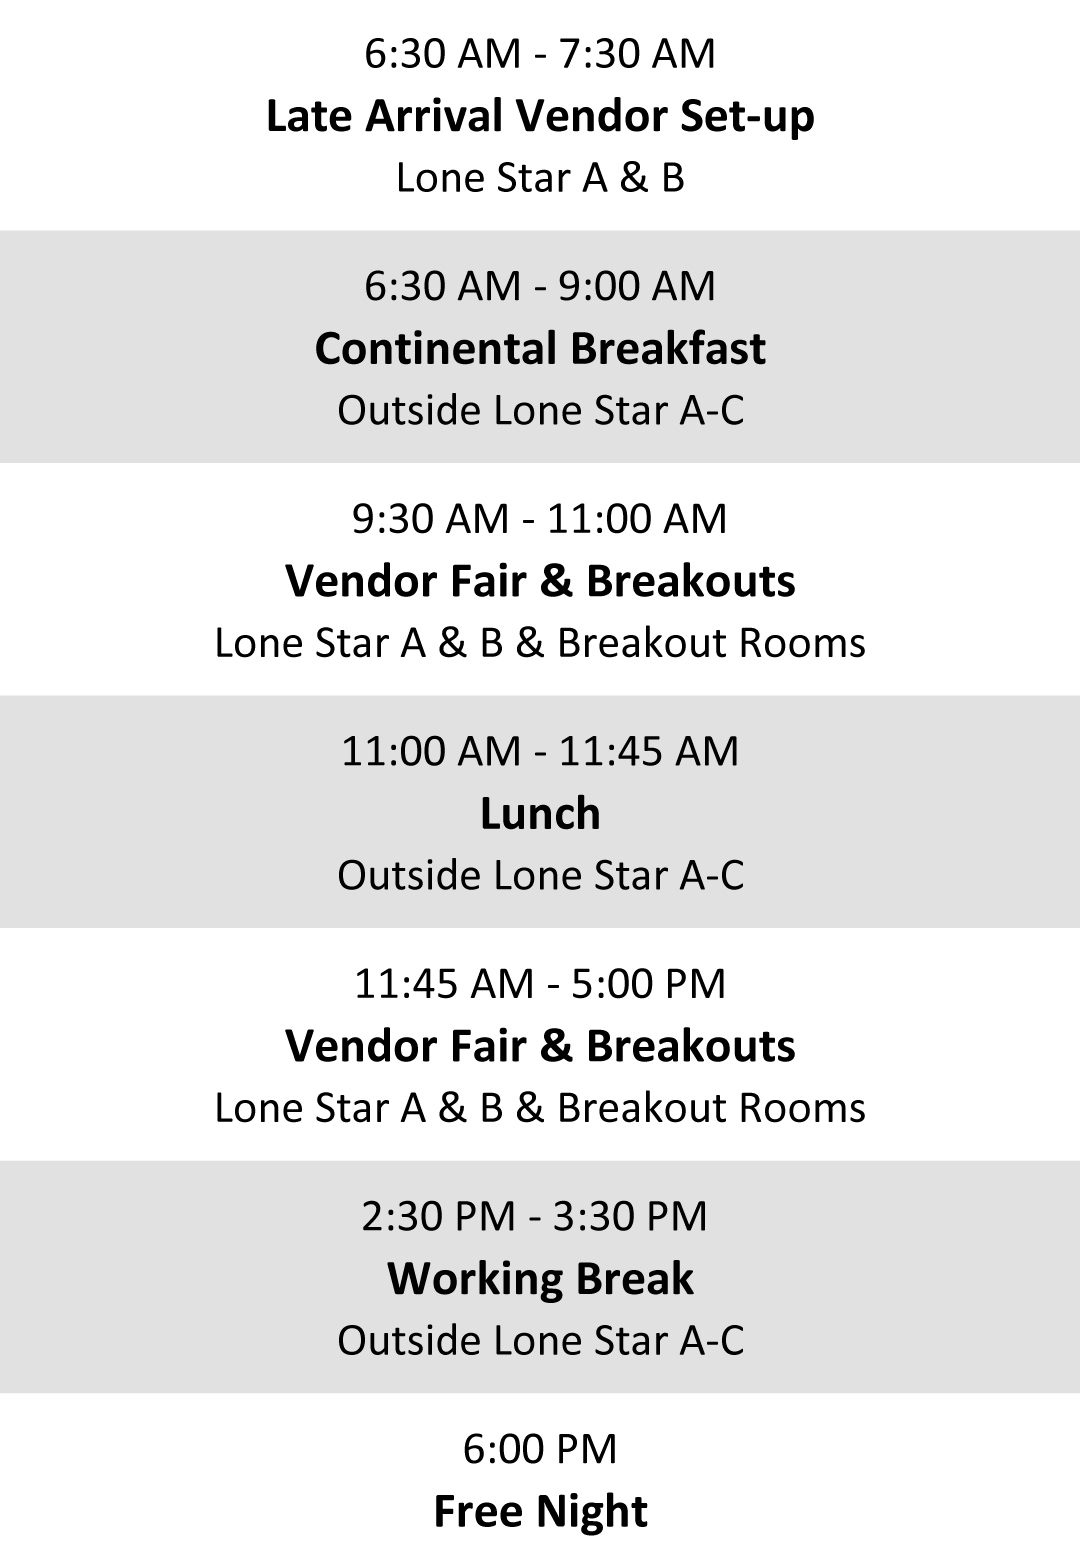 6:30 AM - 7:30 AM
Late Arrival Vendor Set-up
Lone Star A & B
6:30 AM - 9:00 AM
Continental Breakfast
Outside Lone Star A-C
9:30 AM - 11:00 AM
Vendor Fair & Breakouts
Lone Star A & B & Breakout Rooms
11:00 AM - 11:45 AM
Lunch
Outside Lone Star A-C
11:45 AM - 5:00 PM
Vendor Fair & Breakouts
Lone Star A & B & Breakout Rooms
2:30 PM - 3:30 PM
Working Break
Outside Lone Star A-C
6:00 PM
Free Night